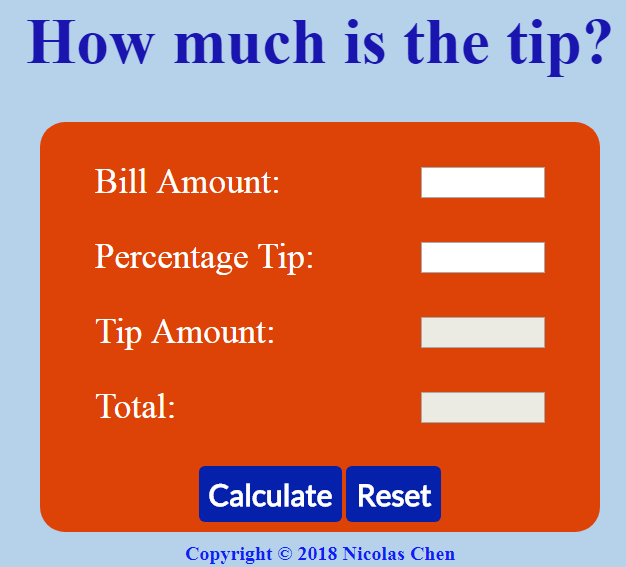 How much is the tip?
Bill Amount:
Percentage Tip:
Tip Amount:
Total:
Calculate Reset
Copyright © 2018 Nicolas Chen